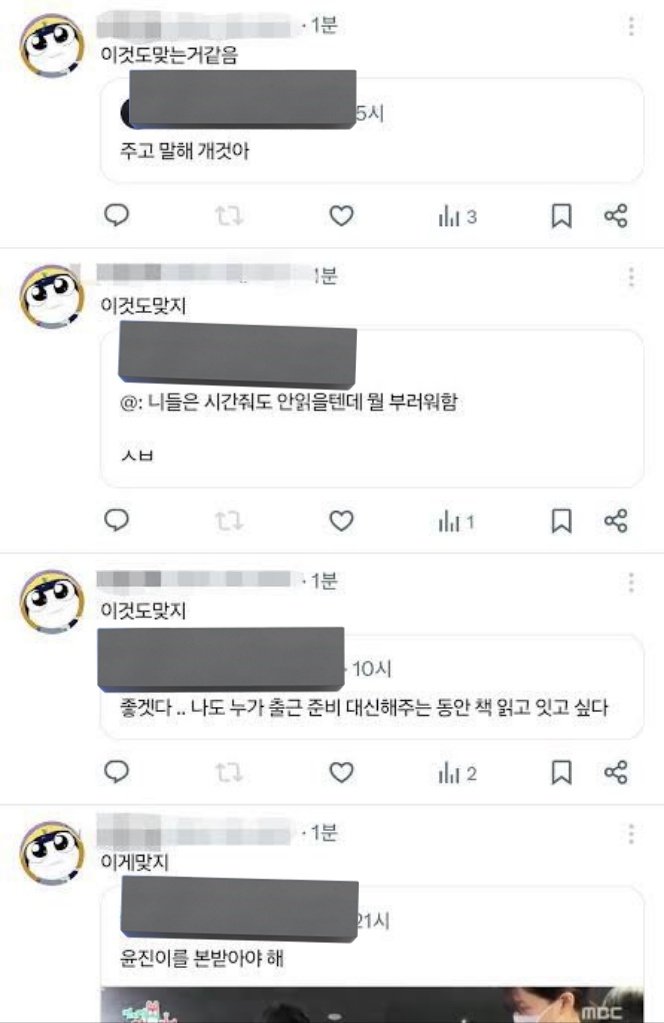 · 1분
이것도맞는거같음
5시
주고 말해 개것아
3
1분
이것도맞지
@: 니들은 시간줘도 안읽을텐데 뭘 부러워함
ㅅㅂ
1
· 1분
이것도맞지
· 10시
좋겟다 .. 나도 누가 출근 준비 대신해주는 동안 책 읽고 잇고 싶다
2
· 1분
이게맞지
21시
윤진이를 본받아야 해
mbc